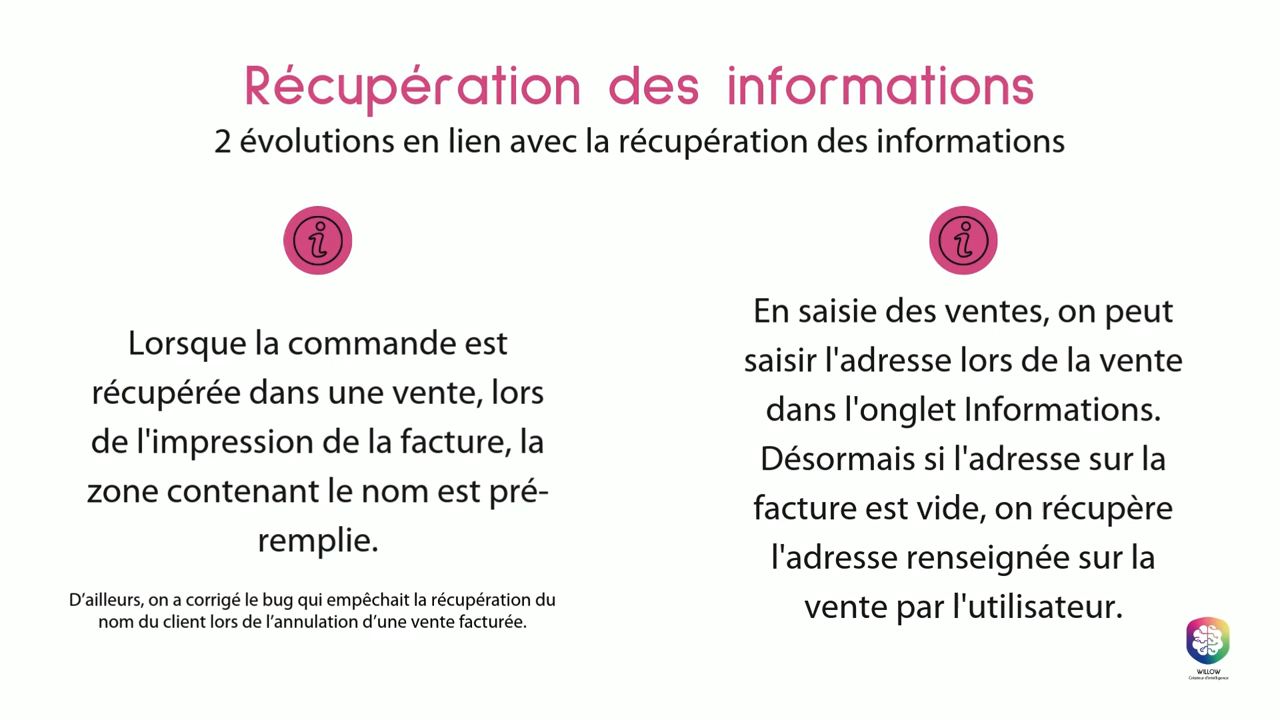 Récupération des informations
2 évolutions en lien avec la récupération des informations
Lorsque la commande est
récupérée dans une vente, lors
de l'impression de la facture, la
zone contenant le nom est pré-
remplie.
D’ailleurs, on a corrigé le bug qui empêchait la récupération du
nom du client lors de l’annulation d’une vente facturée.
En saisie des ventes, on peut
saisir l'adresse lors de la vente
dans l'onglet Informations.
Désormais si l'adresse sur la
facture est vide, on récupère
l'adresse renseignée sur la
vente par l'utilisateur.
WILLOW
Créateur d'intelligence